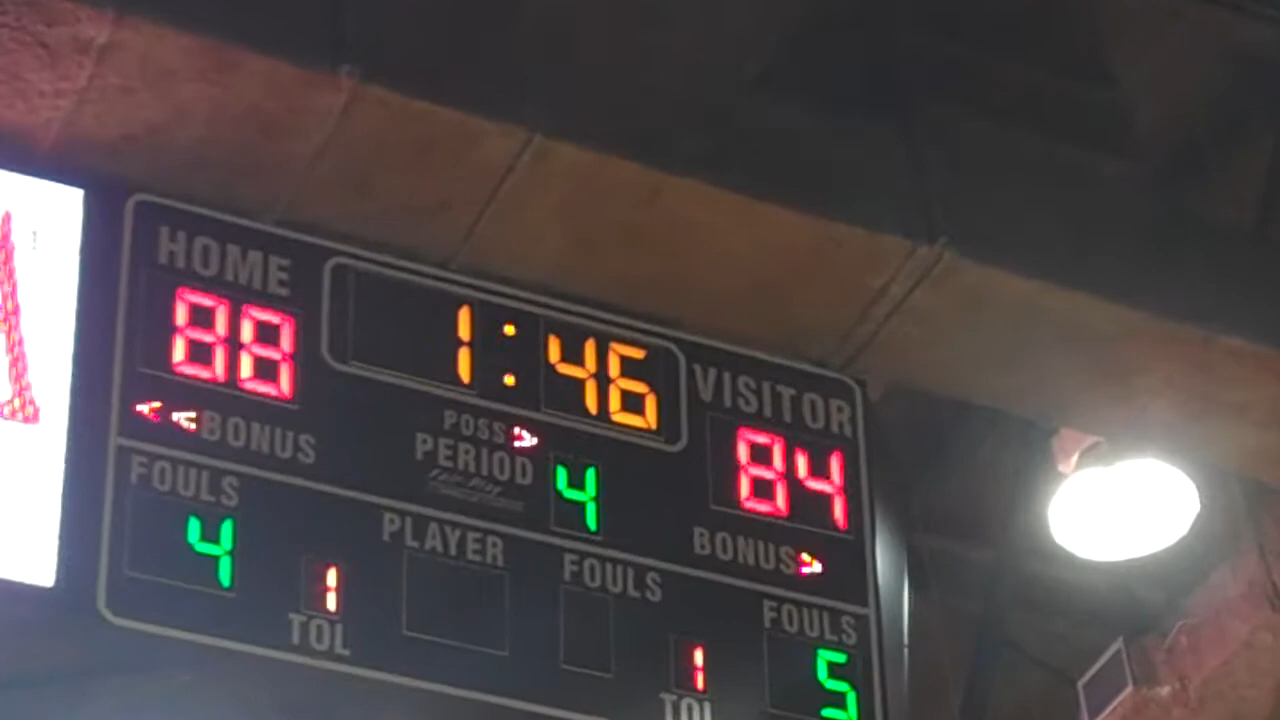 HOME
88
1:46
VISITOR
84
<<BONUS
POSS>
PERIOD
4
BONUS>
FOULS
4
1
TOL
PLAYER
FOULS
1
TOL
FOULS
5